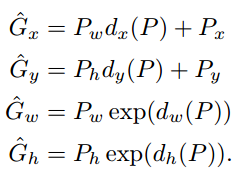 Ĝ_x = P_w d_x(P) + P_x
Ĝ_y = P_h d_y(P) + P_y
Ĝ_w = P_w exp(d_w(P))
Ĝ_h = P_h exp(d_h(P)).